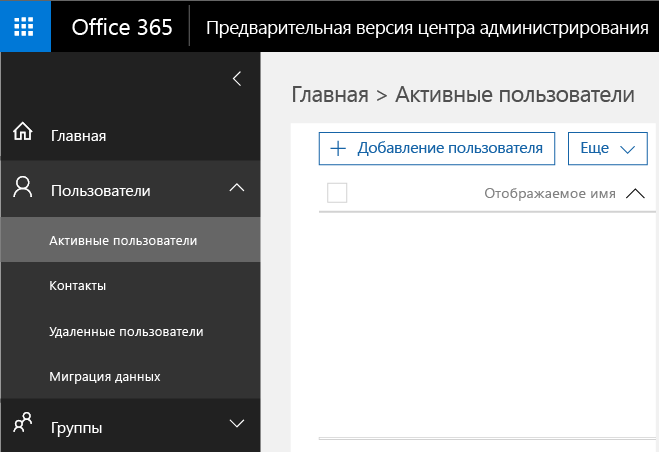 Office 365
Предварительная версия центра администрирования
Главная
Пользователи
Активные пользователи
Контакты
Удаленные пользователи
Миграция данных
Группы
Главная > Активные пользователи
Добавление пользователя
Еще
Отображаемое имя